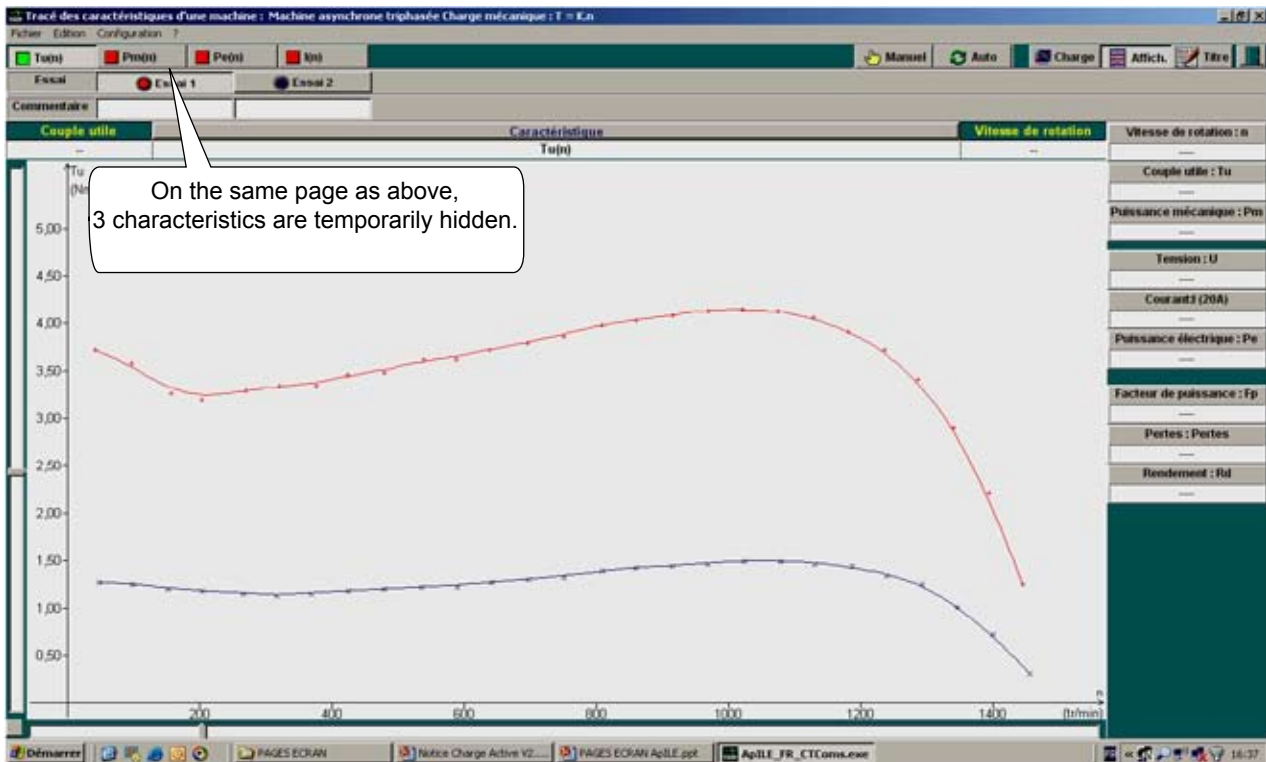 Tracé des caractéristiques d'une machine : Machine asynchrone triphasée Charge mécanique : T = K.n
Fichier Edition Configuration ?
Tu(n) Pm(n) Pe(n) I(n) Manuel Auto Charge Affich. Titre
Essai Essai 1 Essai 2
Commentaire
Couple utile Caractéristique Vitesse de rotation
-- Tu(n) --
Vitesse de rotation : n
----
Couple utile : Tu
----
Puissance mécanique : Pm
----
Tension : U
----
Courant3 (20A)
----
Puissance électrique : Pe
----
Facteur de puissance : Fp
----
Pertes : Pertes
----
Rendement : Rd
----
Tu
On the same page as above,
3 characteristics are temporarily hidden.
5,00
4,50
4,00
3,50
3,00
2,50
2,00
1,50
1,00
0,50
200 400 600 800 1000 1200 1400 (tr/min)
n
Démarrer PAGES ECRAN Notice Charge Active V2.... PAGES ECRAN ApILE.ppt ApILE_FR_CTComs.exe 16:37